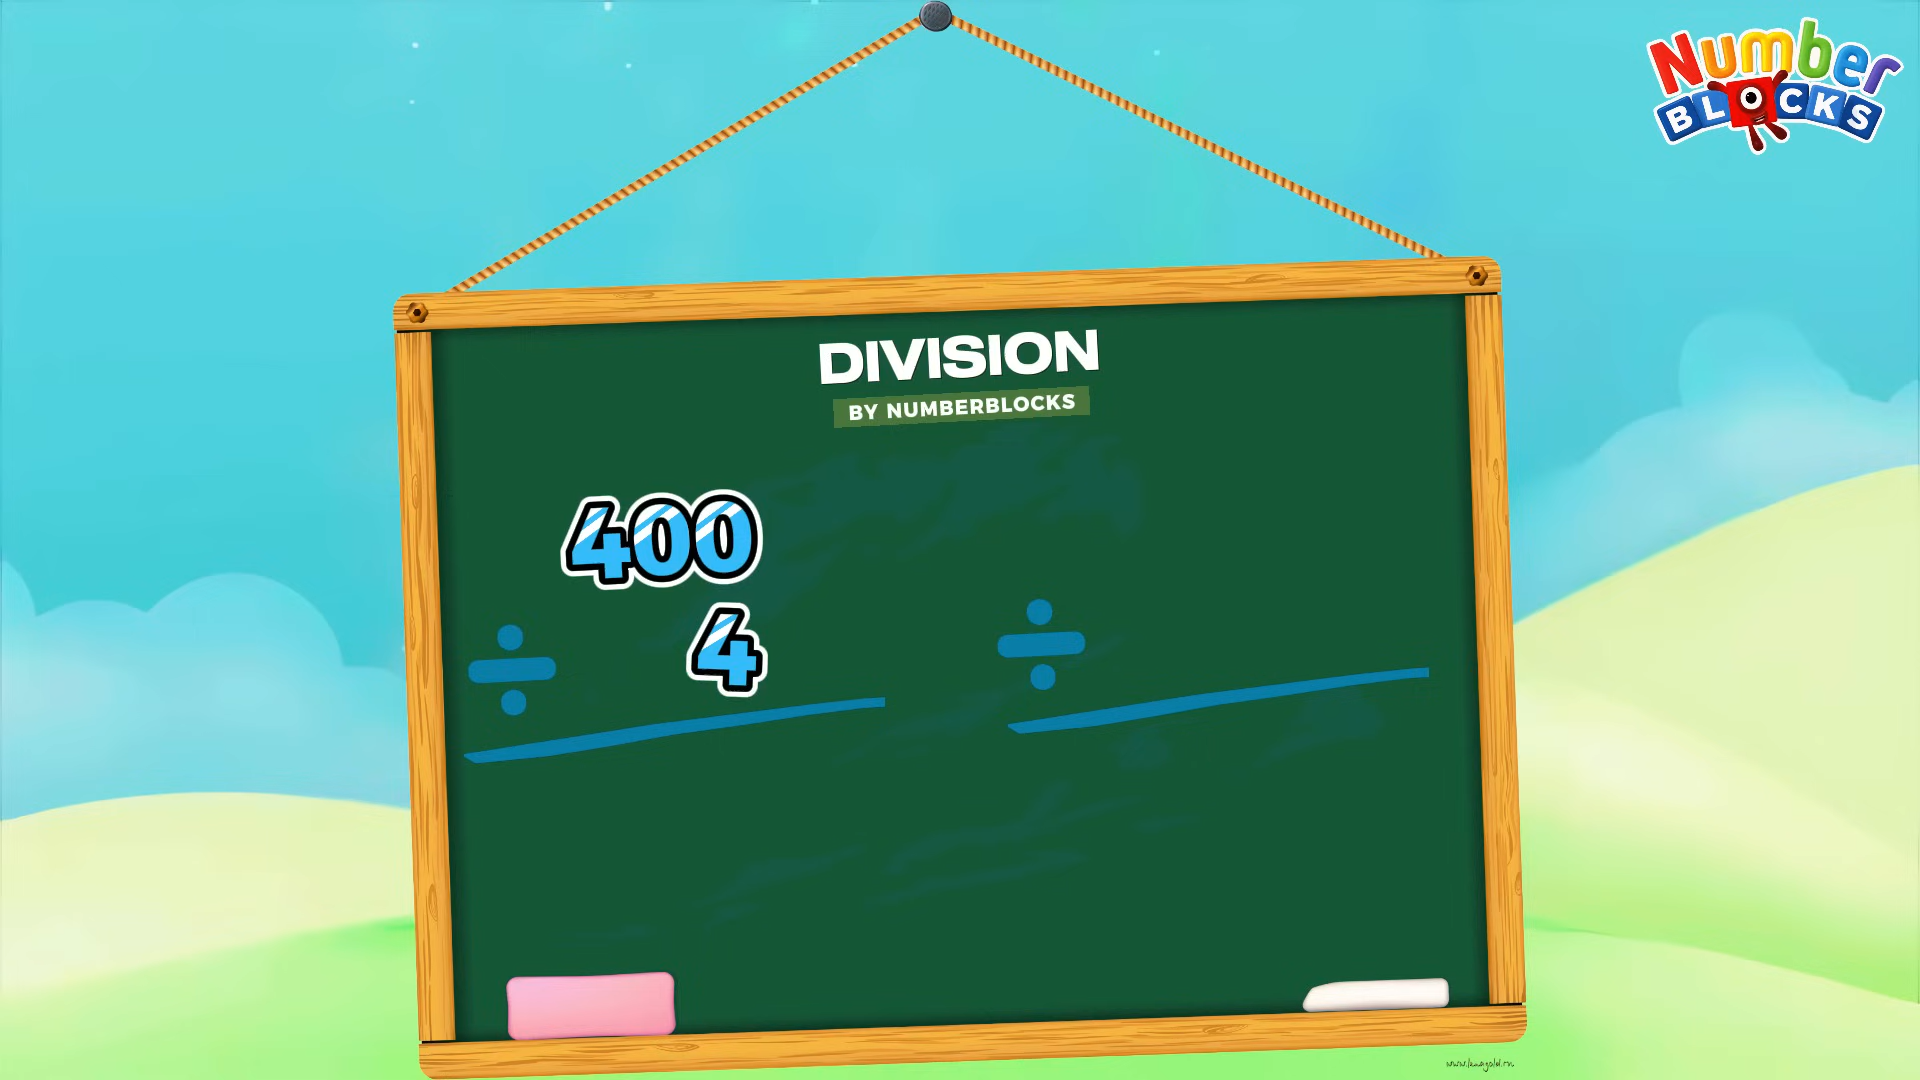 Number
BLOCKS
DIVISION
BY NUMBERBLOCKS
400
÷ 4
÷